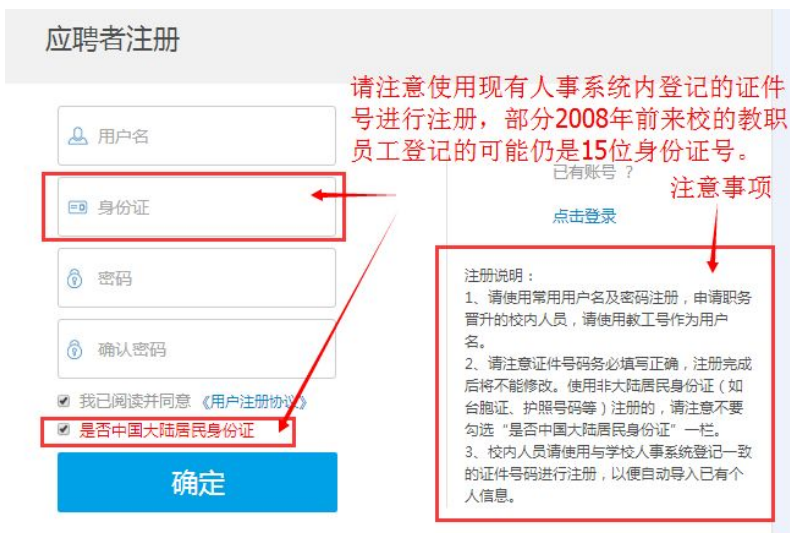 应聘者注册
请注意使用现有人事系统内登记的证件
号进行注册，部分2008年前来校的教职
员工登记的可能仍是15位身份证号。
用户名
身份证
密码
确认密码
我已阅读并同意 《用户注册协议》
是否中国大陆居民身份证
确定
已有账号 ？
注意事项
点击登录
注册说明：
1、请使用常用用户名及密码注册，申请职务
晋升的校内人员，请使用教工号作为用户
名。
2、请注意证件号码务必填写正确，注册完成
后将不能修改。使用非大陆居民身份证（如
台胞证、护照号码等）注册的，请注意不要
勾选“是否中国大陆居民身份证”一栏。
3、校内人员请使用与学校人事系统登记一致
的证件号码进行注册，以便自动导入已有个
人信息。